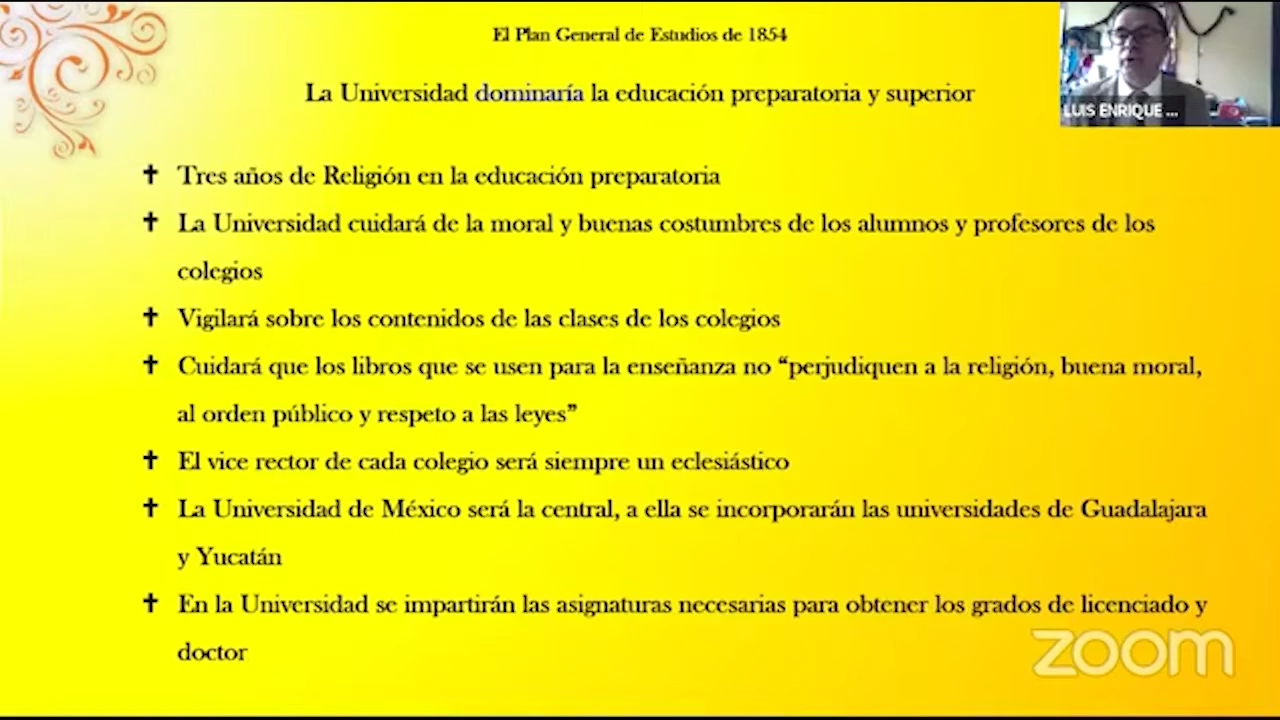 El Plan General de Estudios de 1854
La Universidad dominaría la educación preparatoria y superior
LUIS ENRIQUE ...
✝ Tres años de Religión en la educación preparatoria
✝ La Universidad cuidará de la moral y buenas costumbres de los alumnos y profesores de los
colegios
✝ Vigilará sobre los contenidos de las clases de los colegios
✝ Cuidará que los libros que se usen para la enseñanza no “perjudiquen a la religión, buena moral,
al orden público y respeto a las leyes”
✝ El vice rector de cada colegio será siempre un eclesiástico
✝ La Universidad de México será la central, a ella se incorporarán las universidades de Guadalajara
y Yucatán
✝ En la Universidad se impartirán las asignaturas necesarias para obtener los grados de licenciado y
doctor
zoom